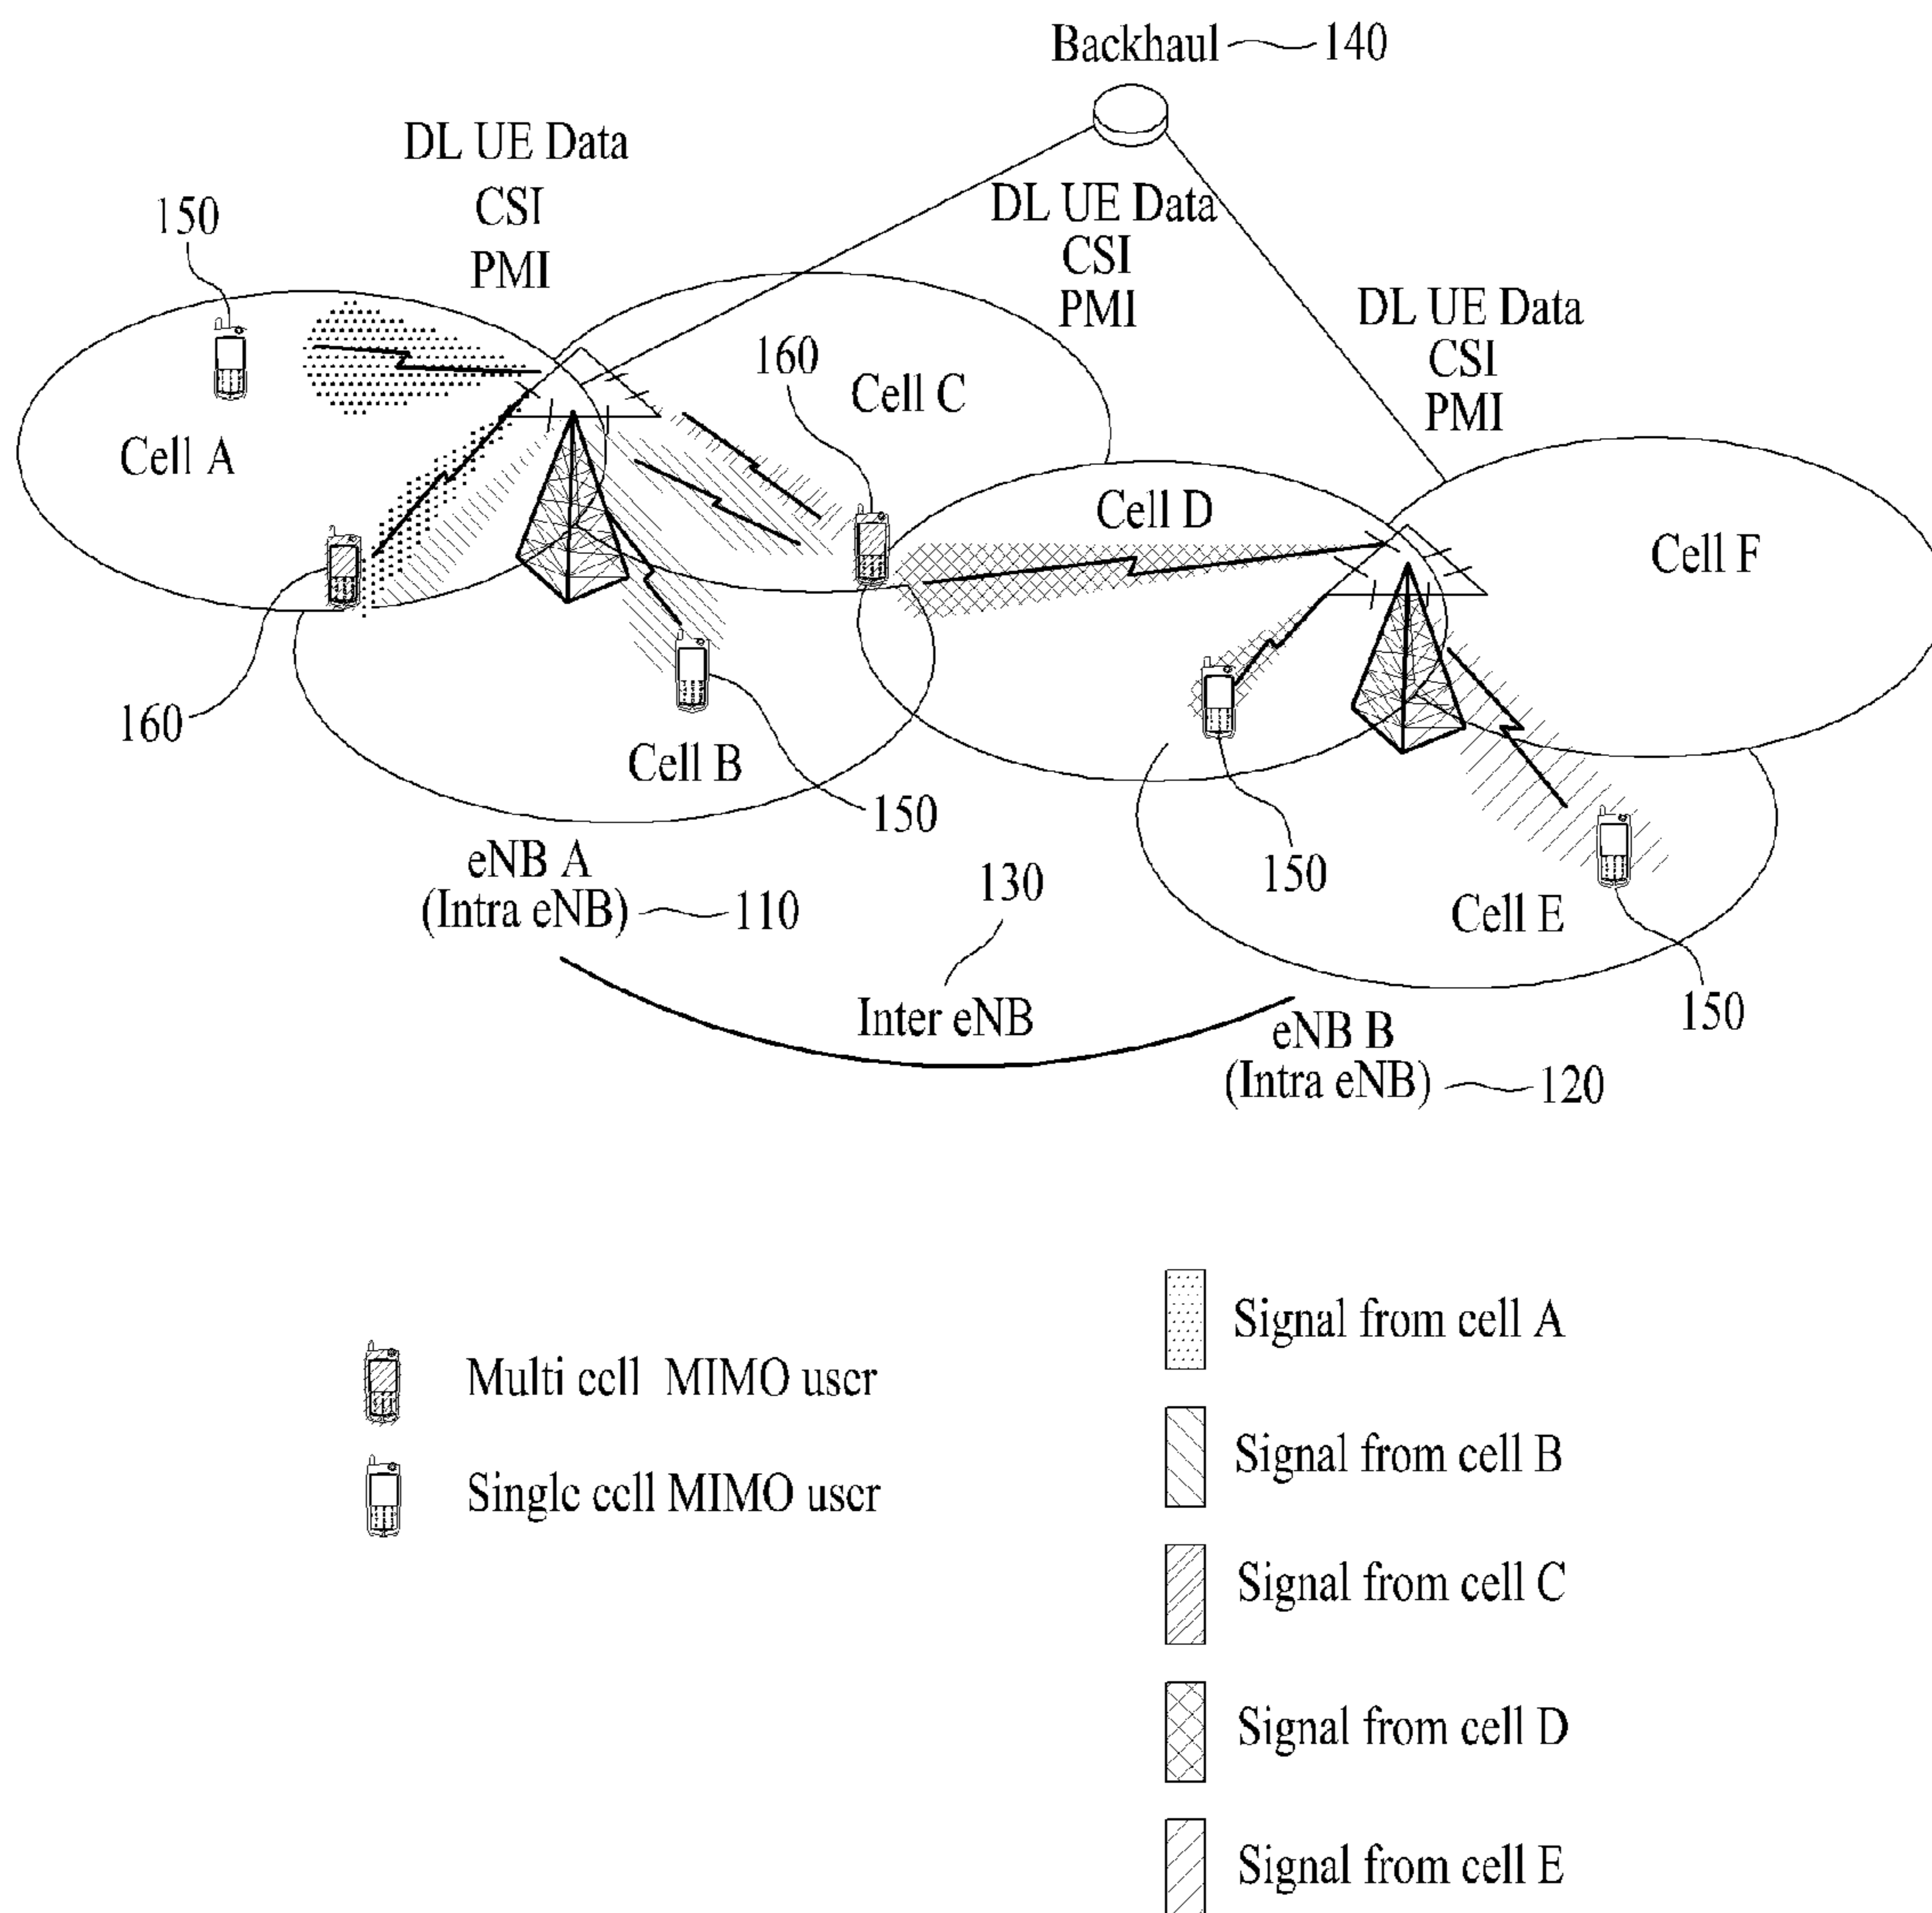 Backhaul 140
DL UE Data
CSI
PMI
150
DL UE Data
CSI
PMI
DL UE Data
CSI
PMI
160
Cell C
Cell A
Cell D
Cell F
160
Cell B
150
eNB A
(Intra eNB) 110
130
Inter eNB
150
Cell E
150
eNB B
(Intra eNB) 120
Multi cell MIMO user
Single cell MIMO user
Signal from cell A
Signal from cell B
Signal from cell C
Signal from cell D
Signal from cell E